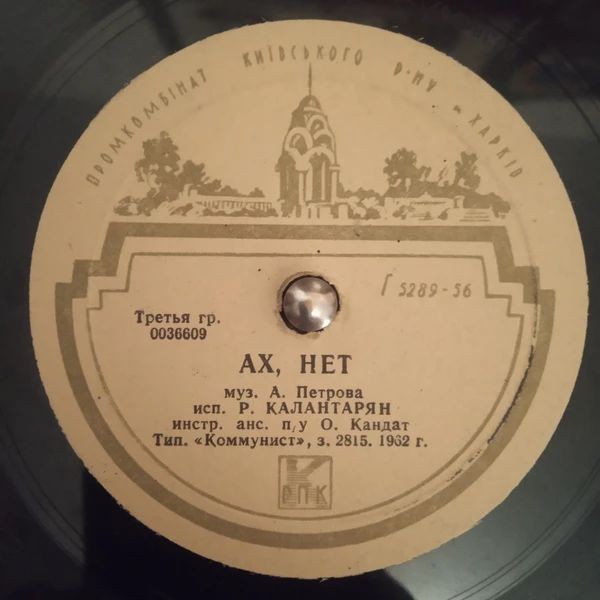 ПРОМКОМБІНАТ КИЇВСЬКОГО Р-НУ - ХАРКІВ
Г 5289-56
Третья гр.
0036609
АХ, НЕТ
муз. А. Петрова
исп. Р. КАЛАНТАРЯН
инстр. анс. п/у О. Кандат
Тип. «Коммунист», з. 2815. 1962 г.
РПК